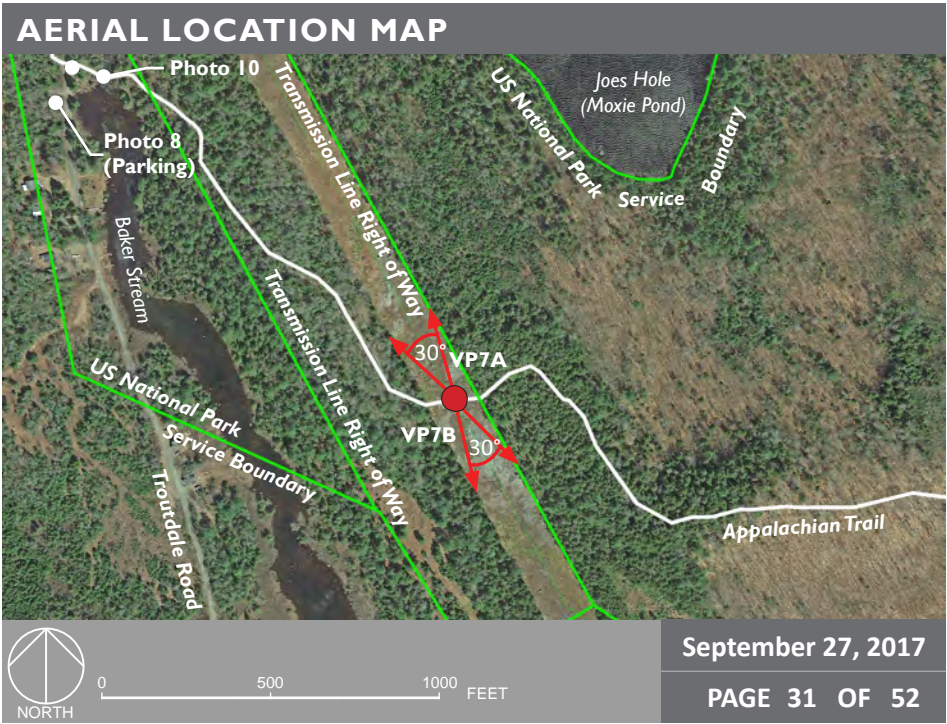 AERIAL LOCATION MAP
Photo 10
Photo 8
(Parking)
Transmission Line Right of Way
US National Park
Service
Boundary
Joes Hole
(Moxie Pond)
Baker Stream
Transmission Line Right of Way
30°
VP7A
VP7B
30°
US National Park
Service Boundary
Troutdale Road
Appalachian Trail
NORTH
0 500 1000 FEET
September 27, 2017
PAGE 31 OF 52